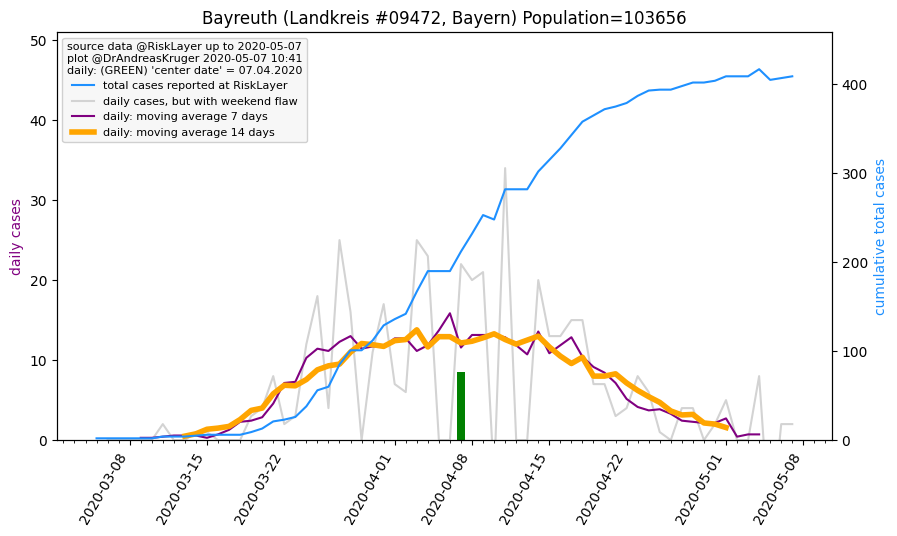 Bayreuth (Landkreis #09472, Bayern) Population=103656
source data @RiskLayer up to 2020-05-07
plot @DrAndreasKruger 2020-05-07 10:41
daily: (GREEN) 'center date' = 07.04.2020
total cases reported at RiskLayer
daily cases, but with weekend flaw
daily: moving average 7 days
daily: moving average 14 days
daily cases
50
40
30
20
10
0
cumulative total cases
400
300
200
100
0
2020-03-08
2020-03-15
2020-03-22
2020-04-01
2020-04-08
2020-04-15
2020-04-22
2020-05-01
2020-05-08